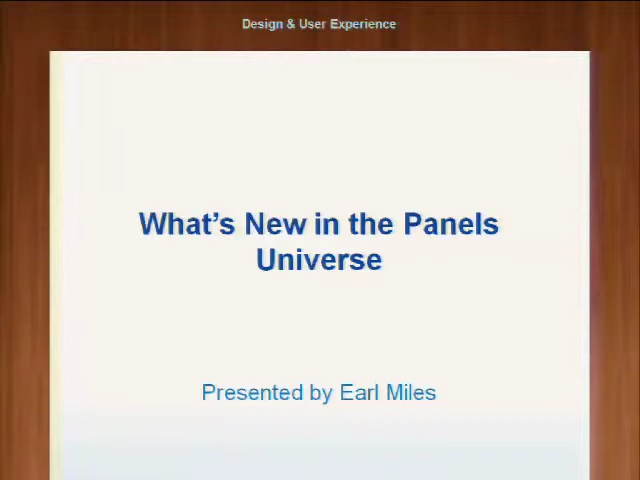 Design & User Experience
What's New in the Panels
Universe
Presented by Earl Miles